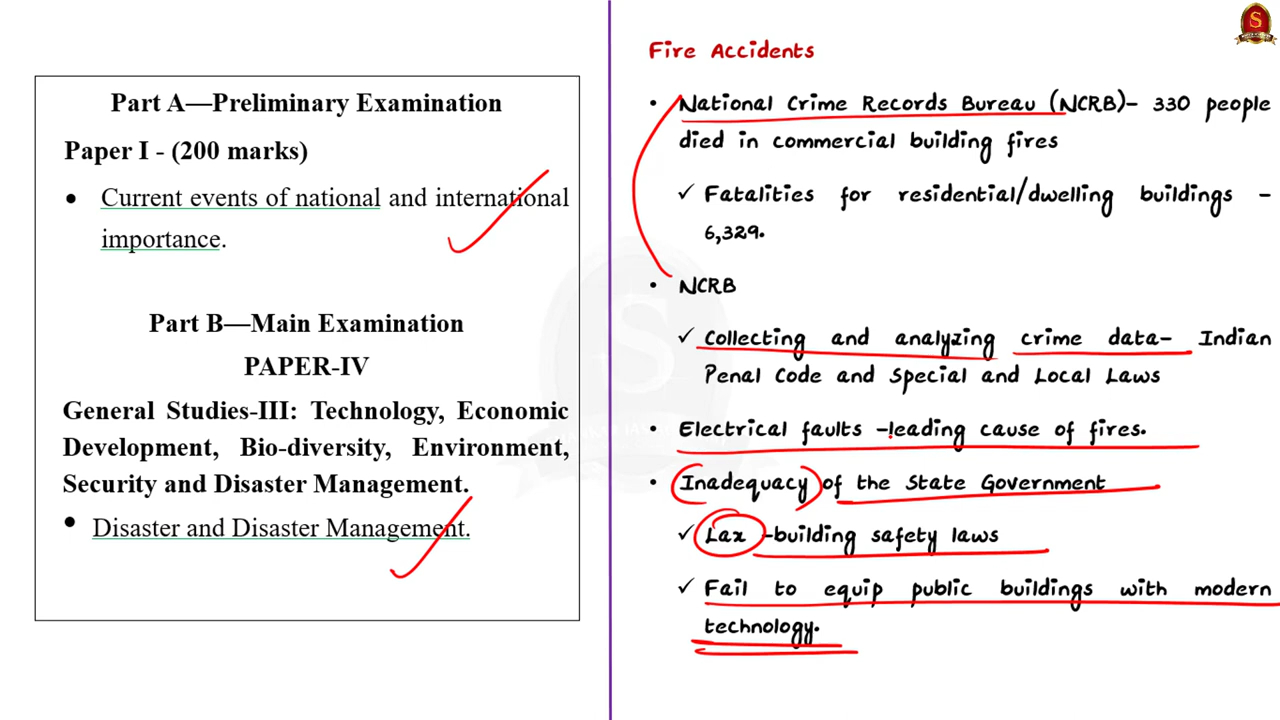 Part A—Preliminary Examination
Paper I - (200 marks)
• Current events of national and international
importance.
Part B—Main Examination
PAPER-IV
General Studies-III: Technology, Economic
Development, Bio-diversity, Environment,
Security and Disaster Management.
• Disaster and Disaster Management.
Fire Accidents
• National Crime Records Bureau (NCRB)- 330 people
died in commercial building fires
✓ Fatalities for residential/dwelling buildings -
6,329.
• NCRB
✓ Collecting and analyzing crime data- Indian
Penal Code and Special and Local Laws
• Electrical faults -leading cause of fires.
• Inadequacy of the State Government
✓ Lax -building safety laws
✓ Fail to equip public buildings with modern
technology.